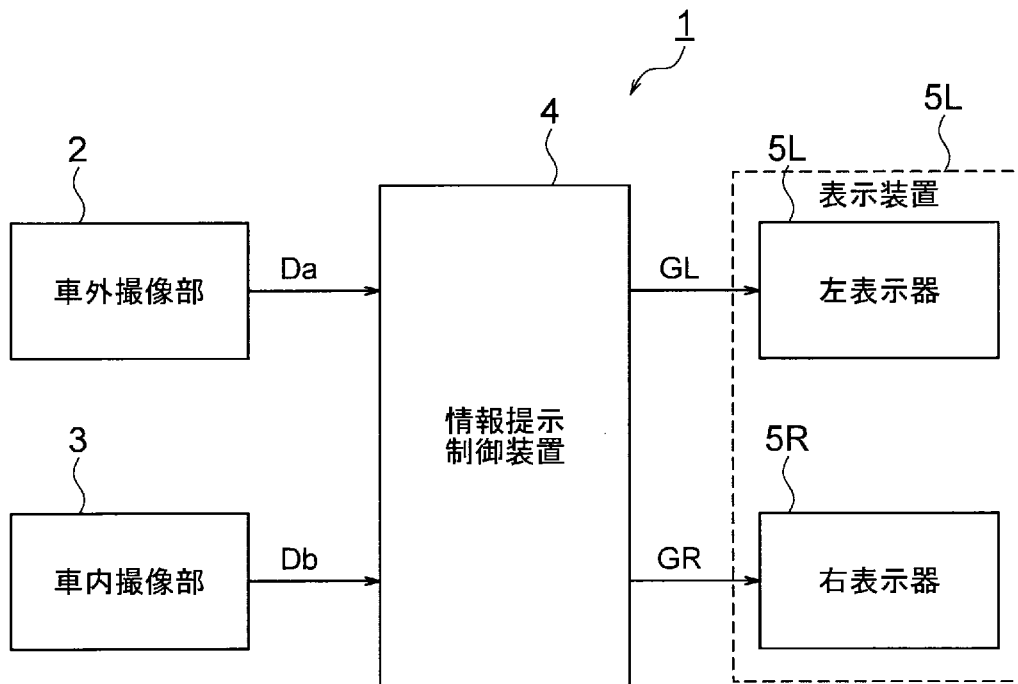 1
5L
4
5L
2
表示装置
車外撮像部
Da
GL
左表示器
情報提示
制御装置
3
5R
車内撮像部
Db
GR
右表示器